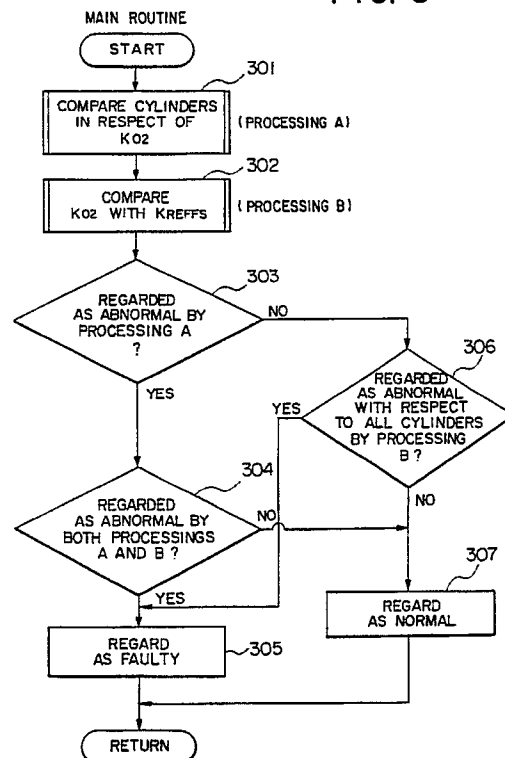 MAIN ROUTINE
START
301
COMPARE CYLINDERS
IN RESPECT OF
KO2
(PROCESSING A)
302
COMPARE
KO2 WITH KREFFS
(PROCESSING B)
303
REGARDED
AS ABNORMAL BY
PROCESSING A
?
NO
YES
306
REGARDED
AS ABNORMAL
WITH RESPECT
TO ALL CYLINDERS
BY PROCESSING
B ?
YES
NO
304
REGARDED
AS ABNORMAL BY
BOTH PROCESSINGS
A AND B ?
NO
YES
307
REGARD
AS NORMAL
REGARD
AS FAULTY
305
RETURN